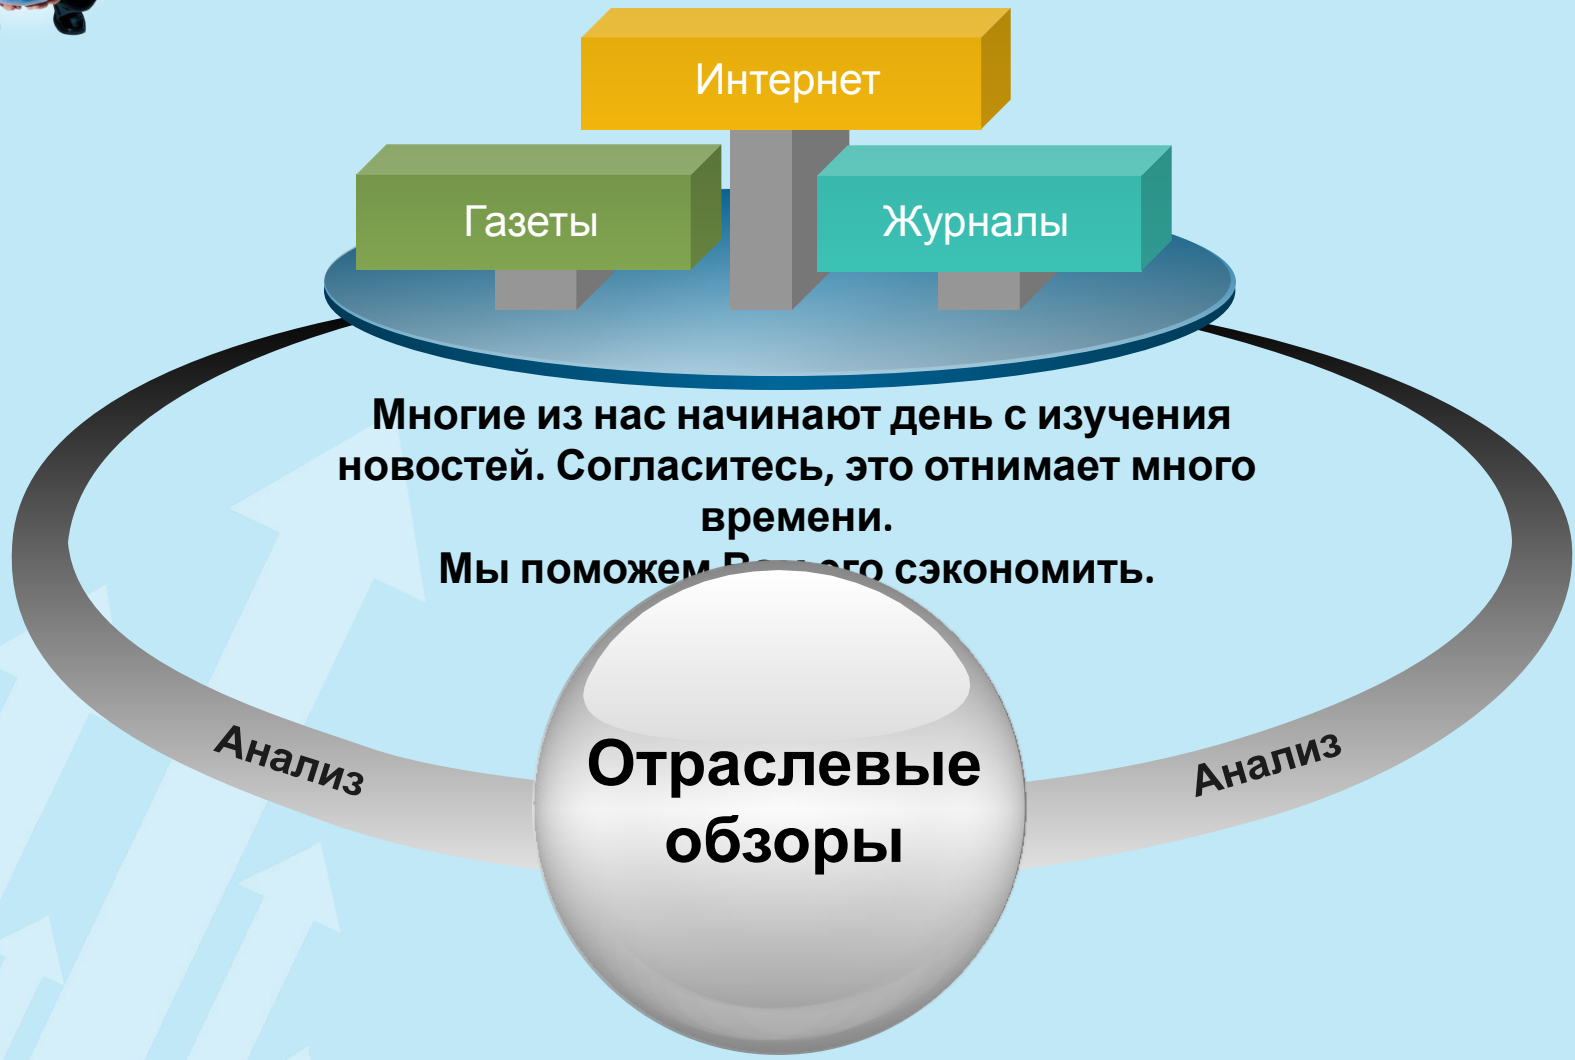 Интернет
Газеты
Журналы
Многие из нас начинают день с изучения
новостей. Согласитесь, это отнимает много
времени.
Мы поможем его сэкономить.
Анализ
Анализ
Отраслевые
обзоры